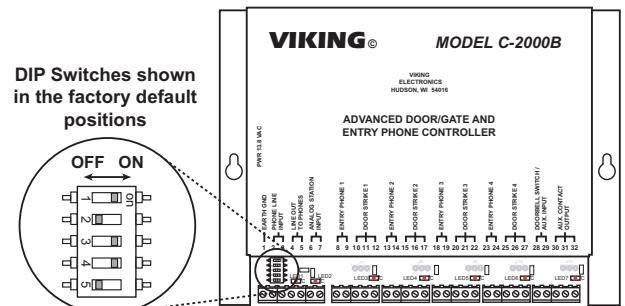 VIKING©
MODEL C-2000B
DIP Switches shown
in the factory default
positions
OFF ON
on
1
2
3
4
5
VIKING
ELECTRONICS
HUDSON, WI 54016
ADVANCED DOOR/GATE AND
ENTRY PHONE CONTROLLER
PWR 13.8 VAC
EARTH GND
PHONE LINE
INPUT
LINE OUT
TO PHONES
ANALOG STATION
INPUT
ENTRY PHONE 1
DOOR STRIKE 1
ENTRY PHONE 2
DOOR STRIKE 2
ENTRY PHONE 3
DOOR STRIKE 3
ENTRY PHONE 4
DOOR STRIKE 4
DOORBELL SWITCH /
AUX. INPUT
AUX. CONTACT
OUTPUT
1 2 3 4 5 6 7 8 9 10 11 12 13 14 15 16 17 18 19 20 21 22 23 24 25 26 27 28 29 30 31 32
LED1 LED2 LED3 LED4 LED5 LED6 LED7